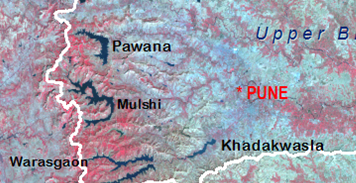 Upper B
Pawana
* PUNE
Mulshi
Khadakwasla
Warasgaon